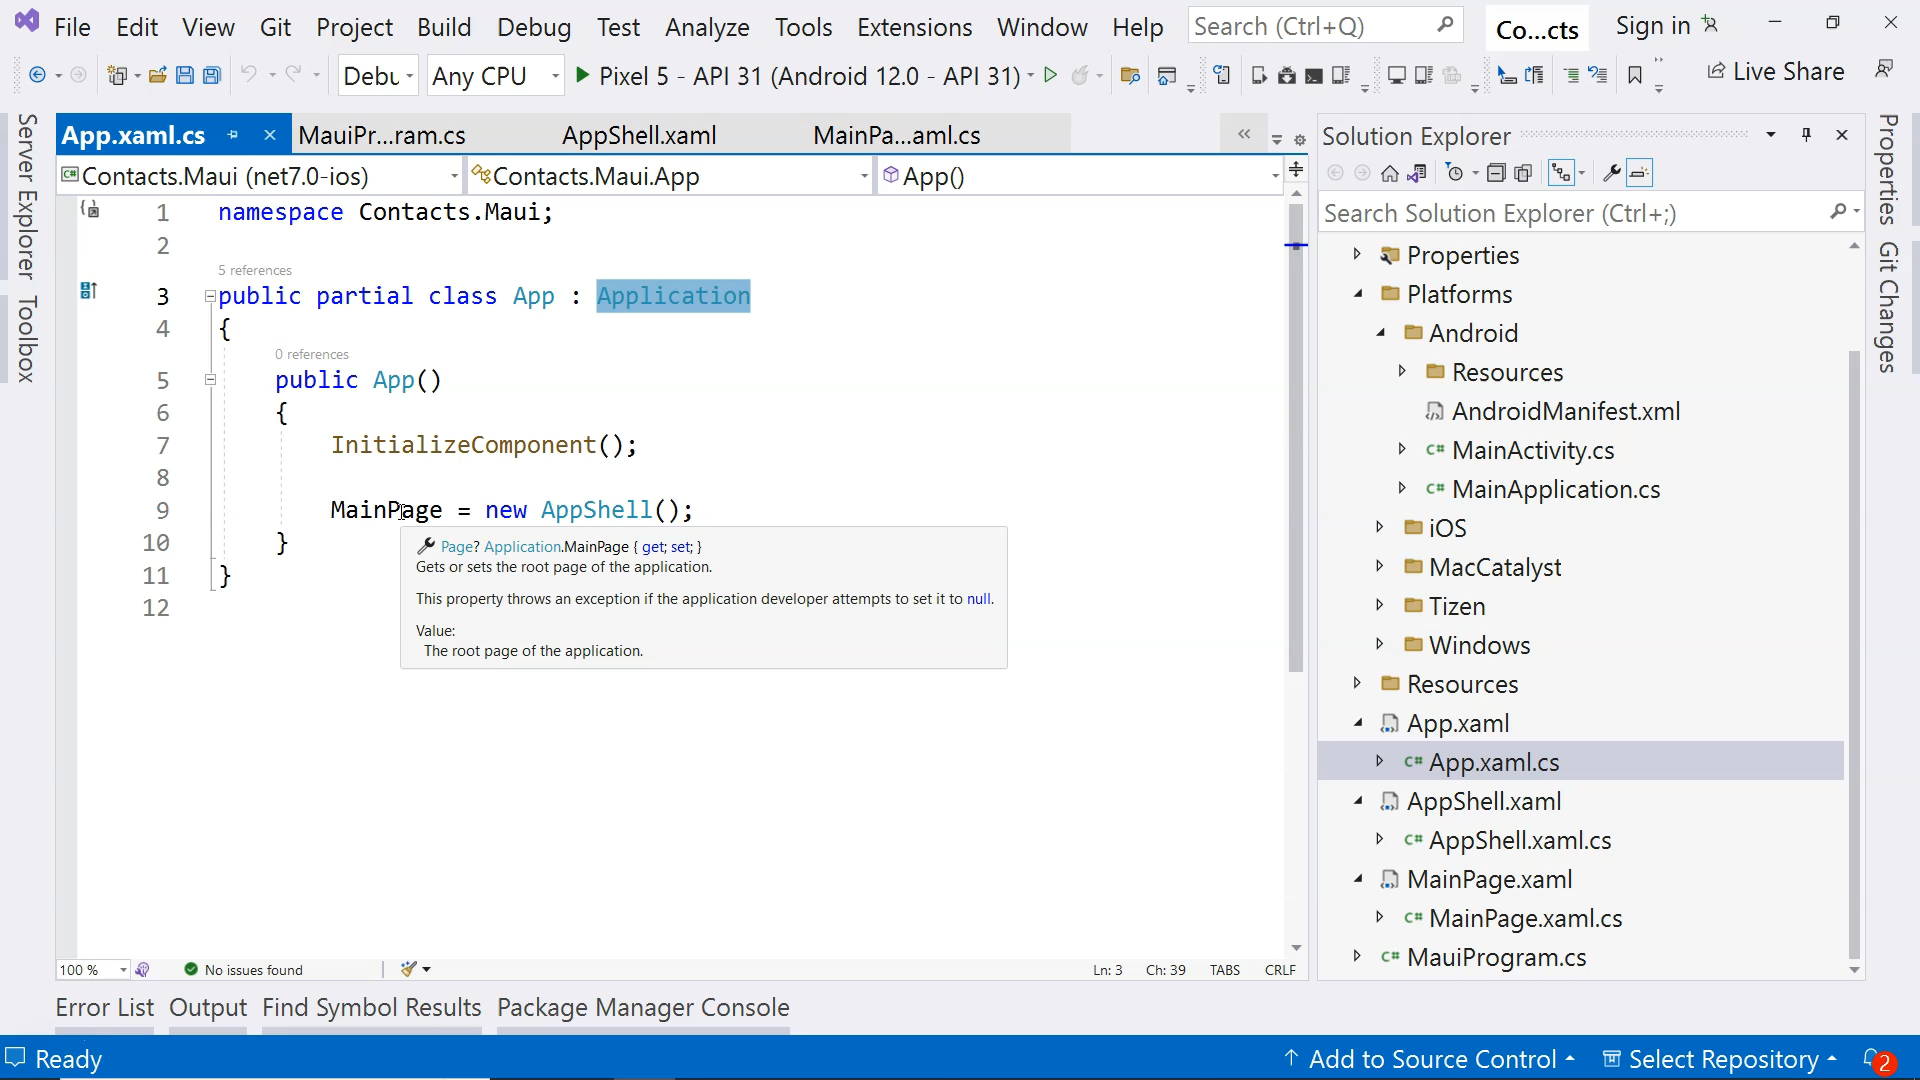 File Edit View Git Project Build Debug Test Analyze Tools Extensions Window Help Search (Ctrl+Q) Co...cts Sign in
Debu Any CPU Pixel 5 - API 31 (Android 12.0 - API 31) Live Share
Server Explorer
Toolbox
App.xaml.cs MauiPr...ram.cs AppShell.xaml MainPa...aml.cs
Contacts.Maui (net7.0-ios) Contacts.Maui.App App()
1 namespace Contacts.Maui;
2
5 references
3 public partial class App : Application
4 {
0 references
5 public App()
6 {
7 InitializeComponent();
8
9 MainPage = new AppShell();
10 }
11 }
12
Page? Application.MainPage { get; set; }
Gets or sets the root page of the application.
This property throws an exception if the application developer attempts to set it to null.
Value:
The root page of the application.
100 % No issues found Ln: 3 Ch: 39 TABS CRLF
Solution Explorer
Search Solution Explorer (Ctrl+;)
Properties
Platforms
Android
Resources
AndroidManifest.xml
C# MainActivity.cs
C# MainApplication.cs
iOS
MacCatalyst
Tizen
Windows
Resources
App.xaml
C# App.xaml.cs
AppShell.xaml
C# AppShell.xaml.cs
MainPage.xaml
C# MainPage.xaml.cs
C# MauiProgram.cs
Properties
Git Changes
Error List Output Find Symbol Results Package Manager Console
Ready Add to Source Control Select Repository 2